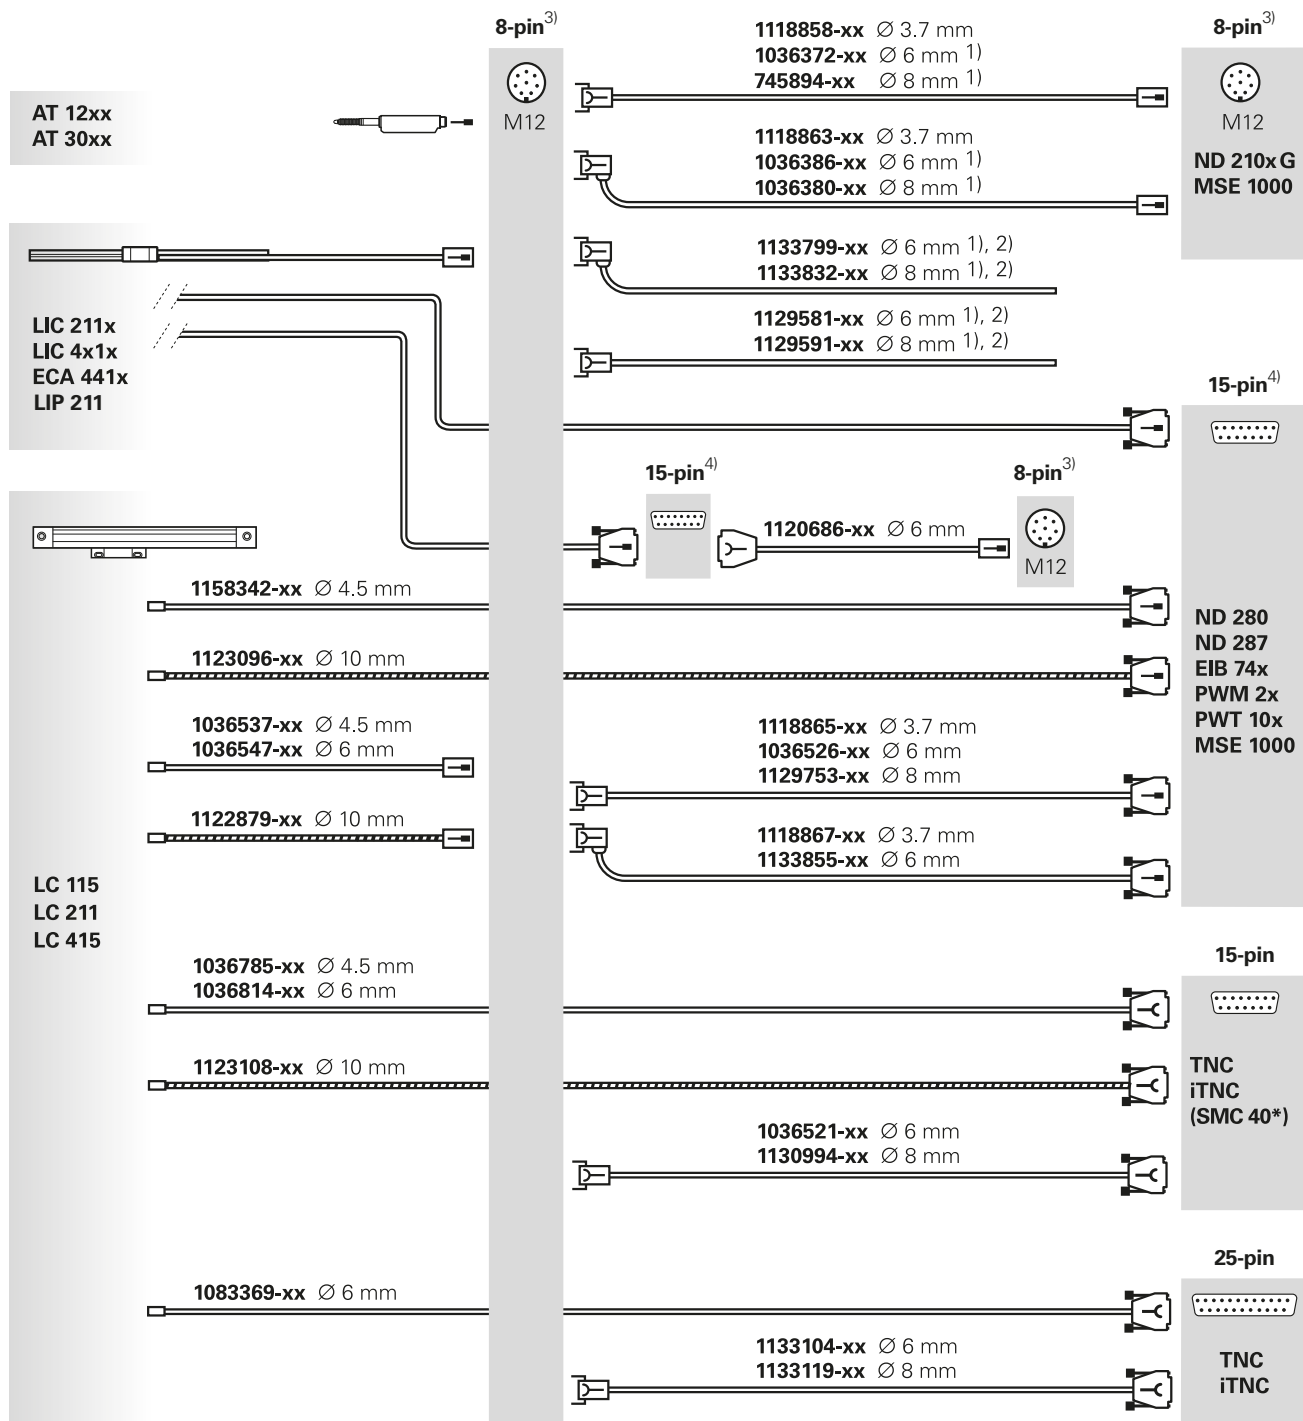 8-pin3)
M12
AT 12xx
AT 30xx
1118858-xx Ø 3.7 mm
1036372-xx Ø 6 mm 1)
745894-xx Ø 8 mm 1)
8-pin3)
M12
ND 210x G
MSE 1000
1118863-xx Ø 3.7 mm
1036386-xx Ø 6 mm 1)
1036380-xx Ø 8 mm 1)
1133799-xx Ø 6 mm 1), 2)
1133832-xx Ø 8 mm 1), 2)
LIC 211x
LIC 4x1x
ECA 441x
LIP 211
1129581-xx Ø 6 mm 1), 2)
1129591-xx Ø 8 mm 1), 2)
15-pin4)
15-pin4)
8-pin3)
1120686-xx Ø 6 mm
M12
1158342-xx Ø 4.5 mm
1123096-xx Ø 10 mm
ND 280
ND 287
EIB 74x
PWM 2x
PWT 10x
MSE 1000
1036537-xx Ø 4.5 mm
1036547-xx Ø 6 mm
1118865-xx Ø 3.7 mm
1036526-xx Ø 6 mm
1129753-xx Ø 8 mm
1122879-xx Ø 10 mm
1118867-xx Ø 3.7 mm
1133855-xx Ø 6 mm
LC 115
LC 211
LC 415
1036785-xx Ø 4.5 mm
1036814-xx Ø 6 mm
15-pin
1123108-xx Ø 10 mm
TNC
iTNC
(SMC 40*)
1036521-xx Ø 6 mm
1130994-xx Ø 8 mm
25-pin
1083369-xx Ø 6 mm
1133104-xx Ø 6 mm
1133119-xx Ø 8 mm
TNC
iTNC